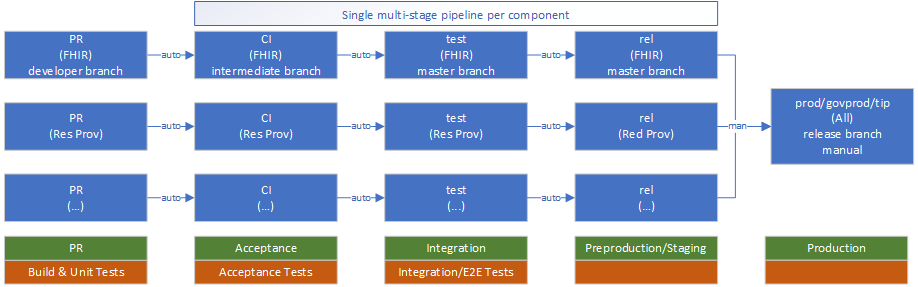 Single multi-stage pipeline per component
PR
(FHIR)
developer branch
auto
CI
(FHIR)
intermediate branch
auto
test
(FHIR)
master branch
auto
rel
(FHIR)
master branch
PR
(Res Prov)
auto
CI
(Res Prov)
auto
test
(Res Prov)
auto
rel
(Red Prov)
man
prod/govprod/tip
(All)
release branch
manual
PR
(...)
auto
CI
(...)
auto
test
(...)
auto
rel
(...)
PR
Acceptance
Integration
Preproduction/Staging
Production
Build & Unit Tests
Acceptance Tests
Integration/E2E Tests